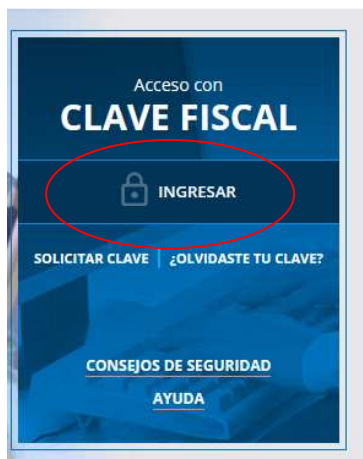 Acceso con
CLAVE FISCAL
INGRESAR
SOLICITAR CLAVE | ¿OLVIDASTE TU CLAVE?
CONSEJOS DE SEGURIDAD
AYUDA